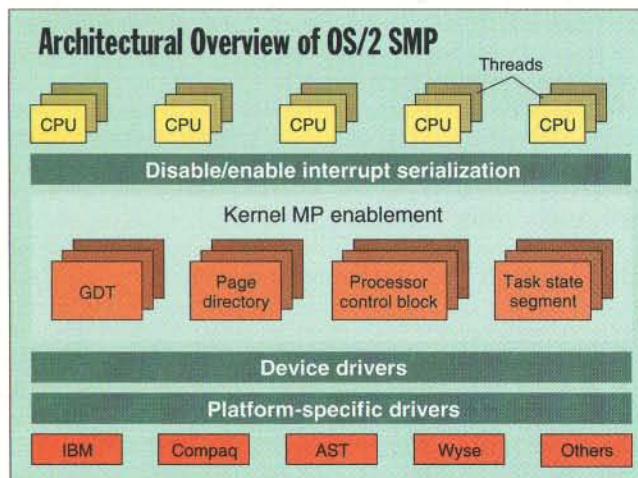 Architectural Overview of OS/2 SMP
Threads
CPU
CPU
CPU
CPU
CPU
Disable/enable interrupt serialization
Kernel MP enablement
GDT
Page
directory
Processor
control block
Task state
segment
Device drivers
Platform-specific drivers
IBM
Compaq
AST
Wyse
Others